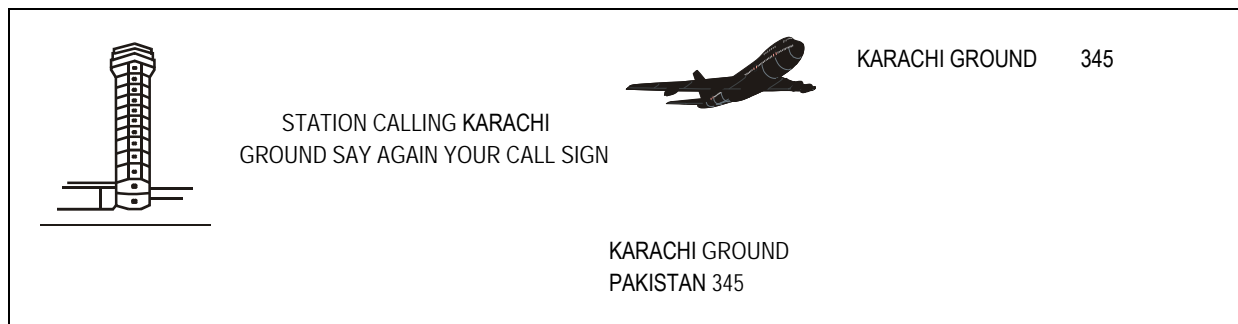 KARACHI GROUND 345
STATION CALLING KARACHI
GROUND SAY AGAIN YOUR CALL SIGN
KARACHI GROUND
PAKISTAN 345